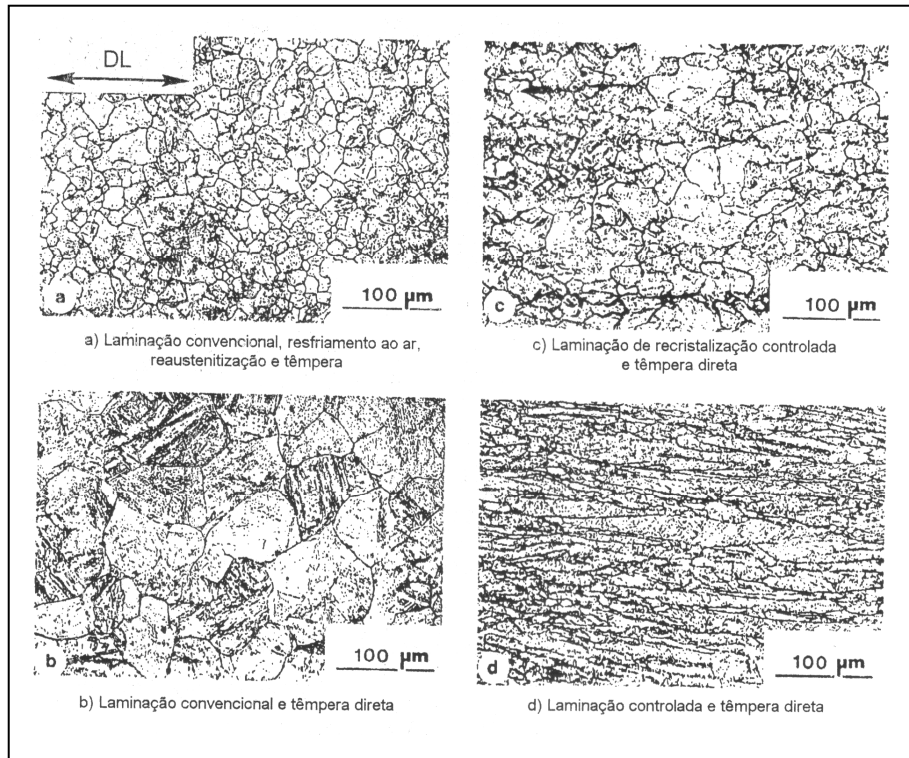 DL
a
100 µm
a) Laminação convencional, resfriamento ao ar,
reaustenitização e têmpera
c
100 µm
c) Laminação de recristalização controlada
e têmpera direta
b
100 µm
b) Laminação convencional e têmpera direta
d
100 µm
d) Laminação controlada e têmpera direta